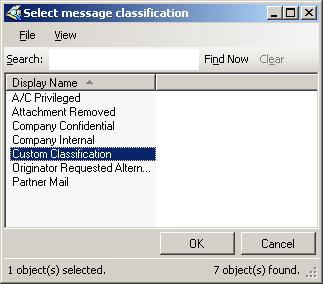 Select message classification
File View
Search: Find Now Clear
Display Name
A/C Privileged
Attachment Removed
Company Confidential
Company Internal
Custom Classification
Originator Requested Altern...
Partner Mail
OK Cancel
1 object(s) selected. 7 object(s) found.